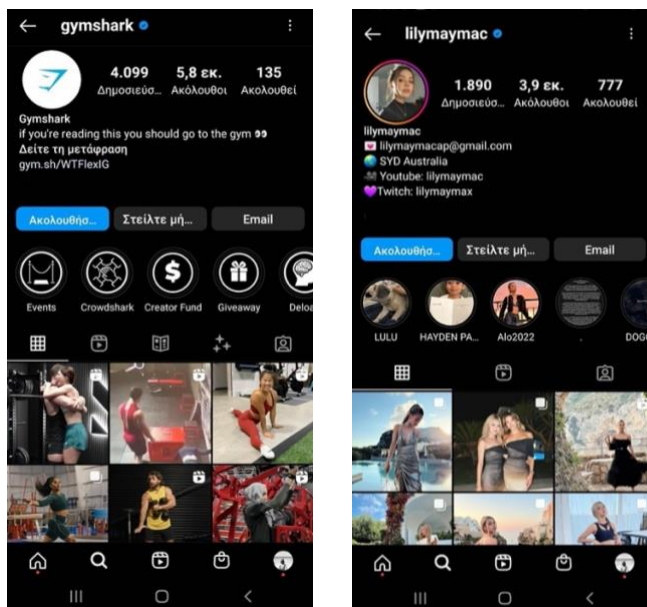 gymshark
4.099 5,8 εκ. 135
Δημοσιεύσ... Ακόλουθοι Ακολουθεί
Gymshark
if you're reading this you should go to the gym 👀
Δείτε τη μετάφραση
gym.sh/WTFlexIG
Ακολουθήσ... Στείλτε μή... Email
Events Crowdshark Creator Fund Giveaway Deloa
lilymaymac
1.890 3,9 εκ. 777
Δημοσιεύσ... Ακόλουθοι Ακολουθεί
lilymaymac
💌 lilymaymacap@gmail.com
🌏 SYD Australia
🎥 Youtube: lilymaymac
💜Twitch: lilymaymax
Ακολουθήσ... Στείλτε μή... Email
LULU HAYDEN PA... Alo2022 . DOGG